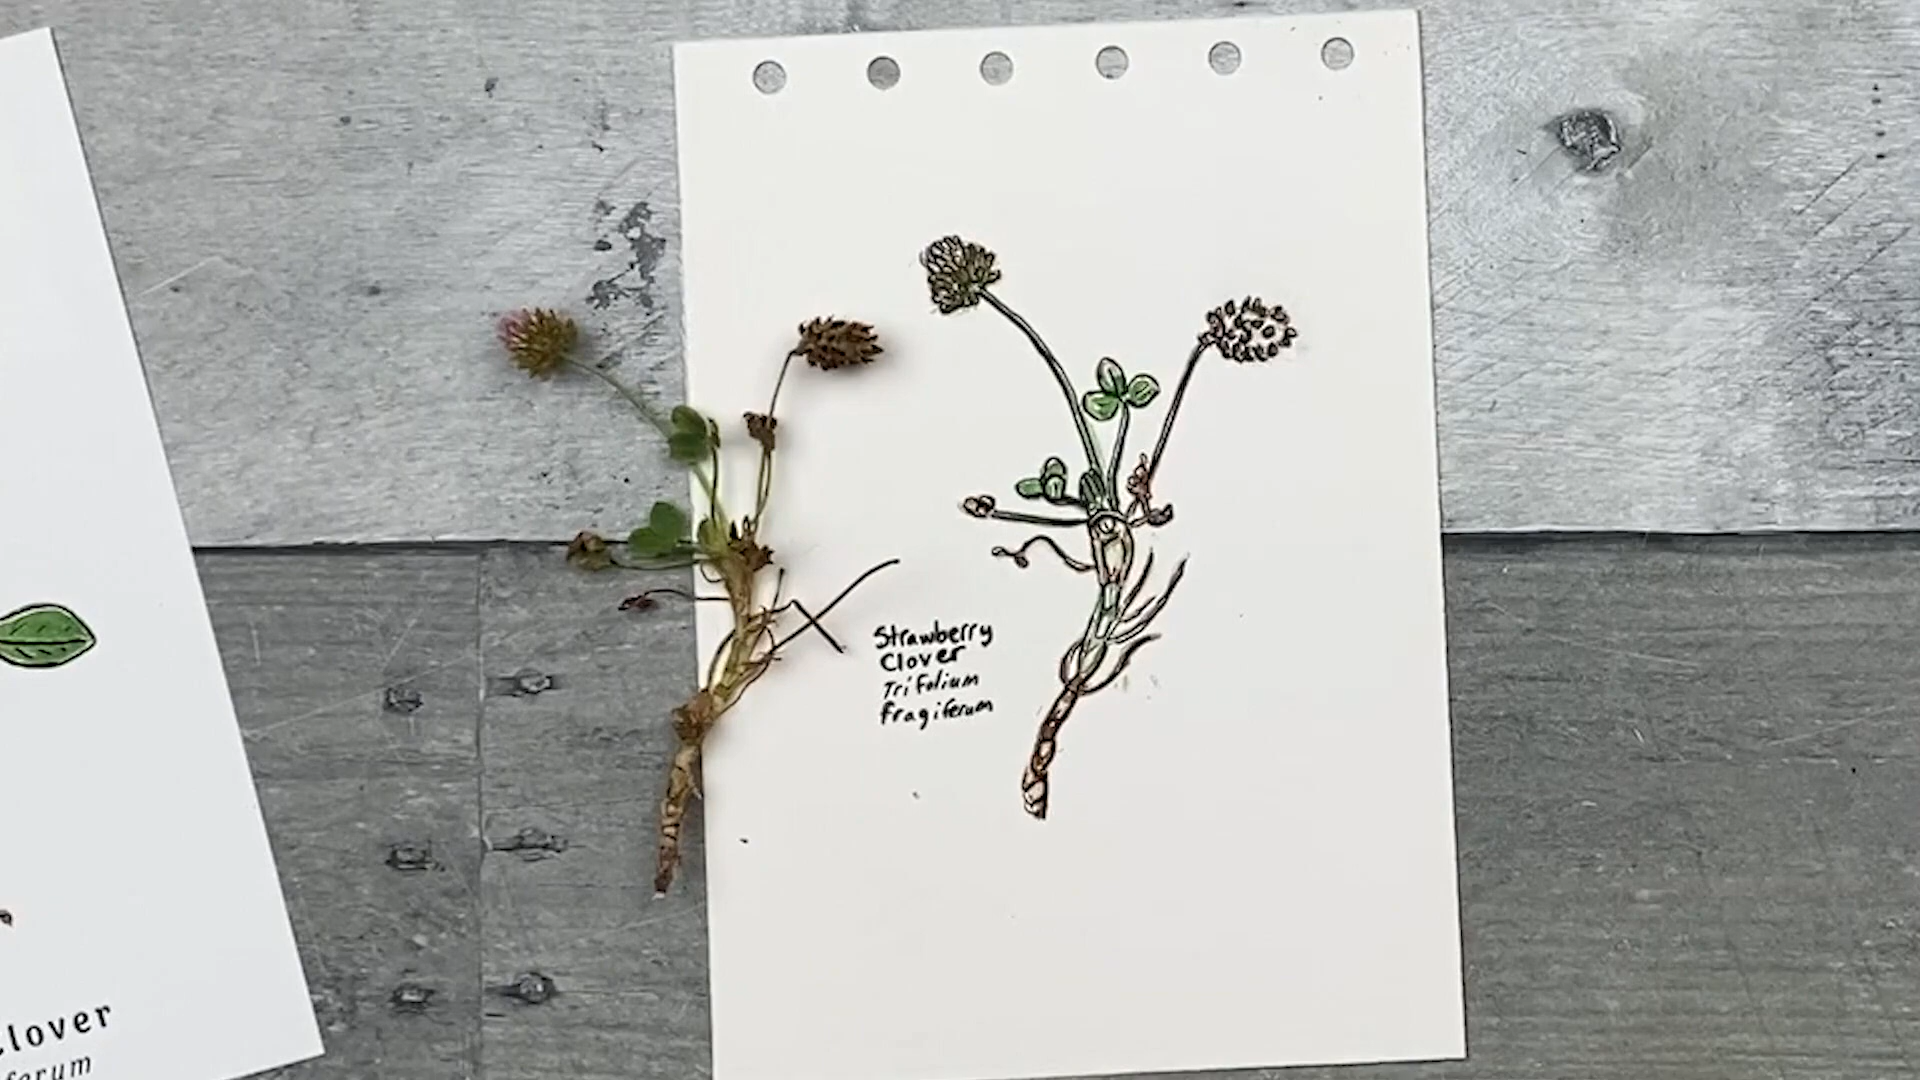 Strawberry
Clover
Trifolium
fragiferum
clover
ferum